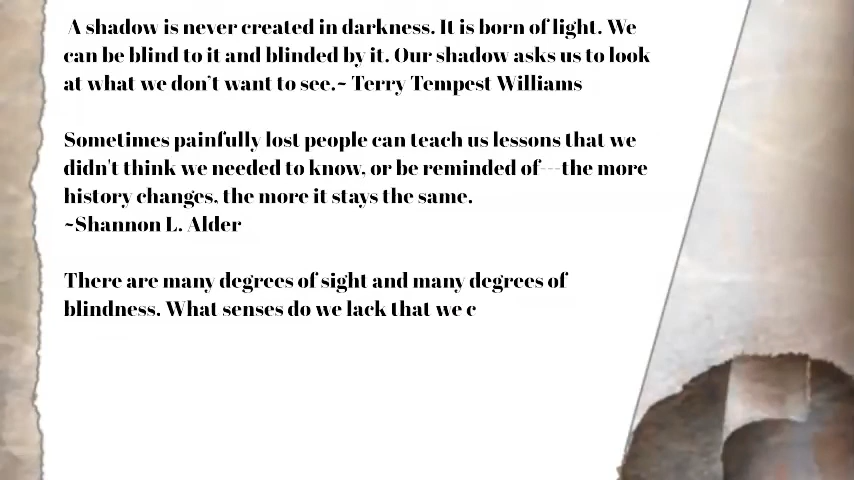 A shadow is never created in darkness. It is born of light. We
can be blind to it and blinded by it. Our shadow asks us to look
at what we don’t want to see.~ Terry Tempest Williams
Sometimes painfully lost people can teach us lessons that we
didn't think we needed to know, or be reminded of---the more
history changes, the more it stays the same.
~Shannon L. Alder
There are many degrees of sight and many degrees of
blindness. What senses do we lack that we c